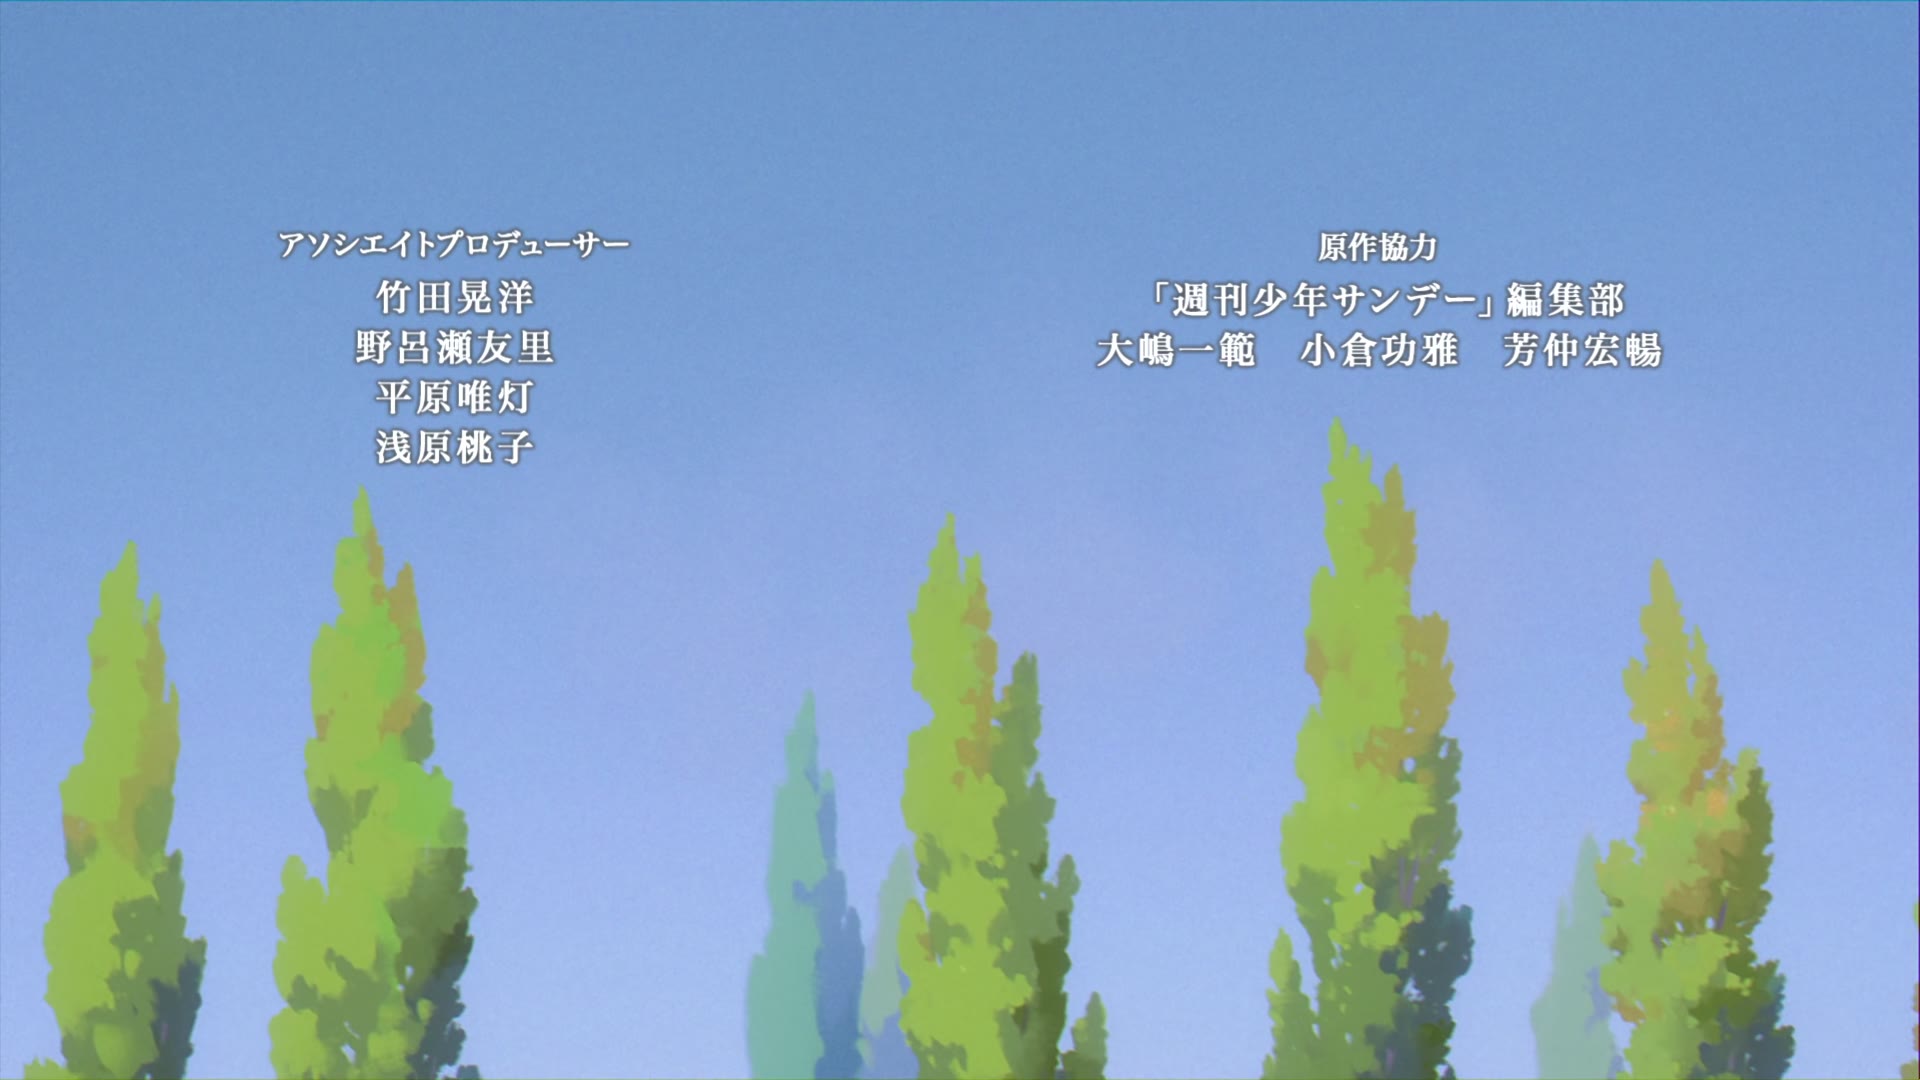 アソシエイトプロデューサー
竹田晃洋
野呂瀬友里
平原唯灯
浅原桃子
原作協力
「週刊少年サンデー」編集部
大嶋一範　小倉功雅　芳仲宏暢